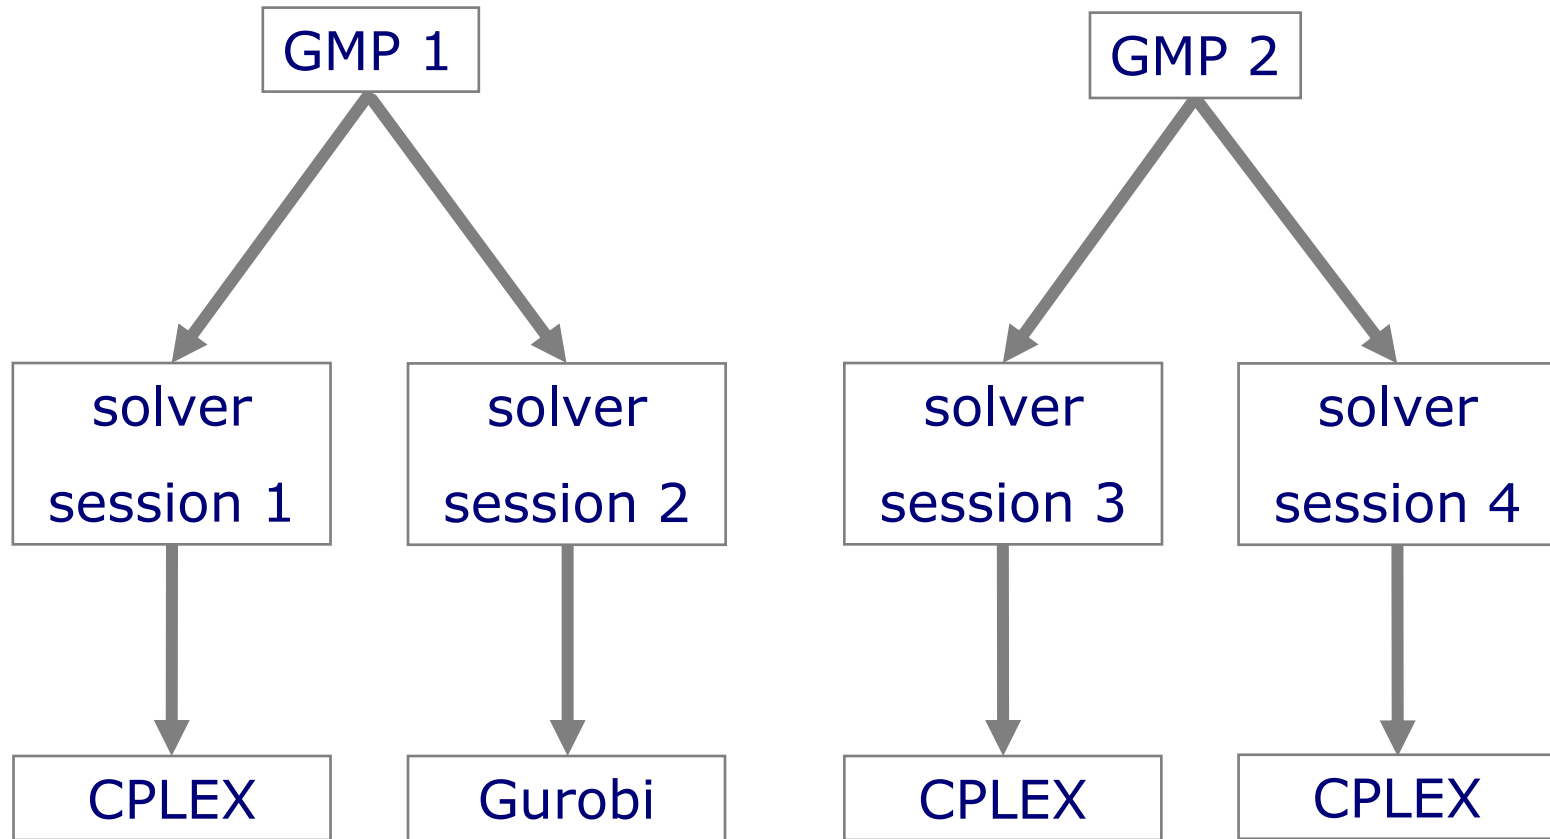 GMP 1
GMP 2
solver
session 1
solver
session 2
solver
session 3
solver
session 4
CPLEX
Gurobi
CPLEX
CPLEX